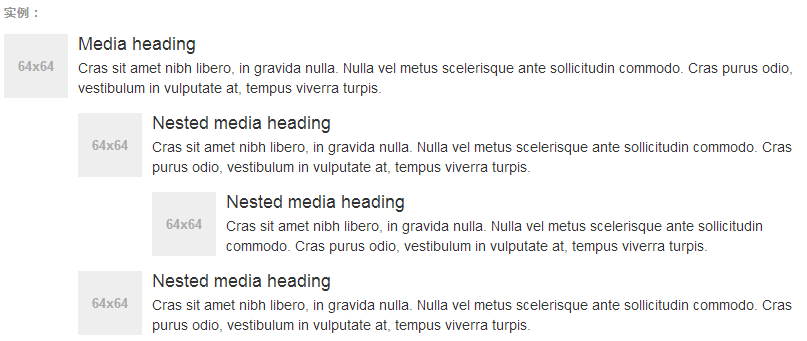 实例：
64x64
Media heading
Cras sit amet nibh libero, in gravida nulla. Nulla vel metus scelerisque ante sollicitudin commodo. Cras purus odio,
vestibulum in vulputate at, tempus viverra turpis.
64x64
Nested media heading
Cras sit amet nibh libero, in gravida nulla. Nulla vel metus scelerisque ante sollicitudin commodo. Cras
purus odio, vestibulum in vulputate at, tempus viverra turpis.
64x64
Nested media heading
Cras sit amet nibh libero, in gravida nulla. Nulla vel metus scelerisque ante sollicitudin
commodo. Cras purus odio, vestibulum in vulputate at, tempus viverra turpis.
64x64
Nested media heading
Cras sit amet nibh libero, in gravida nulla. Nulla vel metus scelerisque ante sollicitudin commodo. Cras
purus odio, vestibulum in vulputate at, tempus viverra turpis.